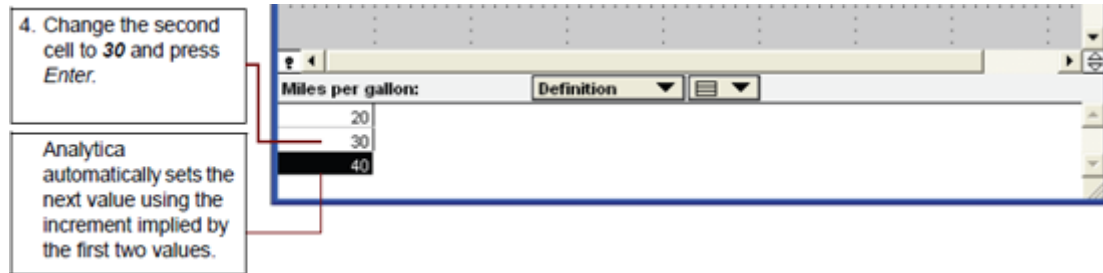 4. Change the second
cell to 30 and press
Enter.
Analytica
automatically sets the
next value using the
increment implied by
the first two values.
Miles per gallon:
Definition
20
30
40